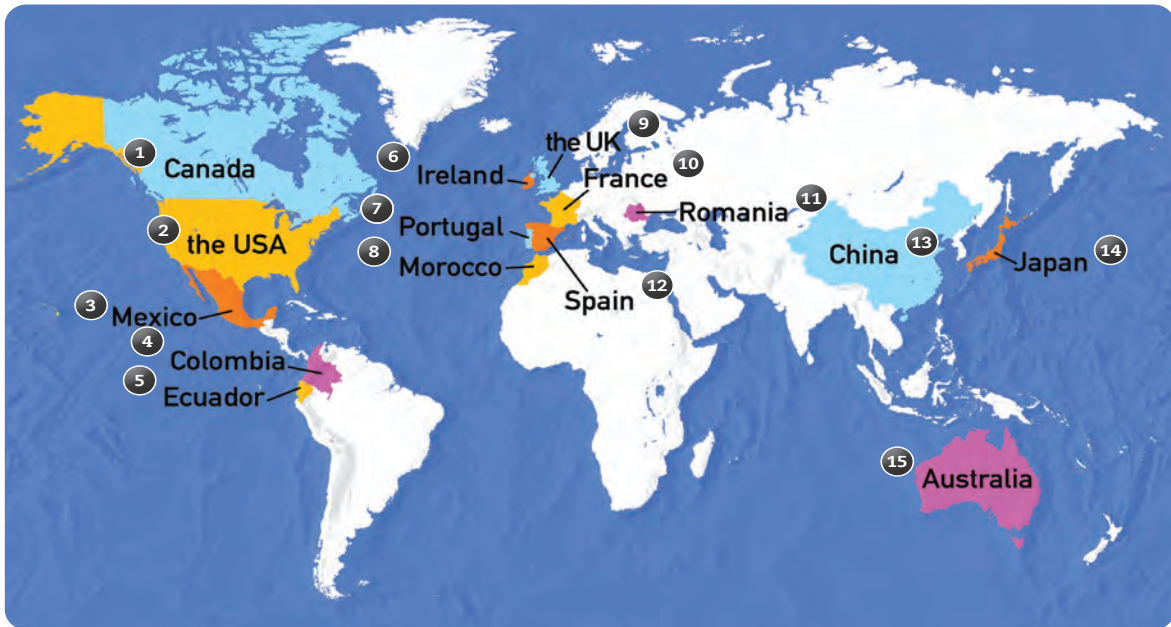 1 Canada
2 the USA
3 Mexico
4 Colombia
5 Ecuador
6 Ireland
7 Portugal
8 Morocco
9 the UK
10 France
11 Romania
12 Spain
13 China
14 Japan
15 Australia